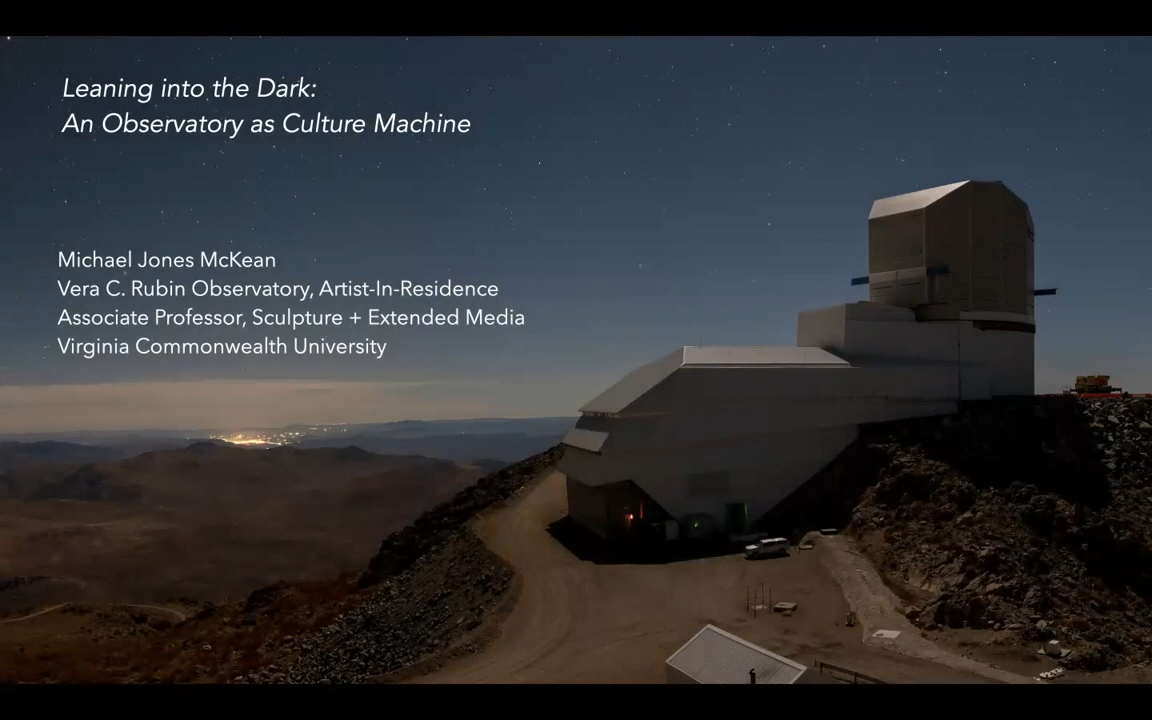 Leaning into the Dark:
An Observatory as Culture Machine
Michael Jones McKean
Vera C. Rubin Observatory, Artist-In-Residence
Associate Professor, Sculpture + Extended Media
Virginia Commonwealth University